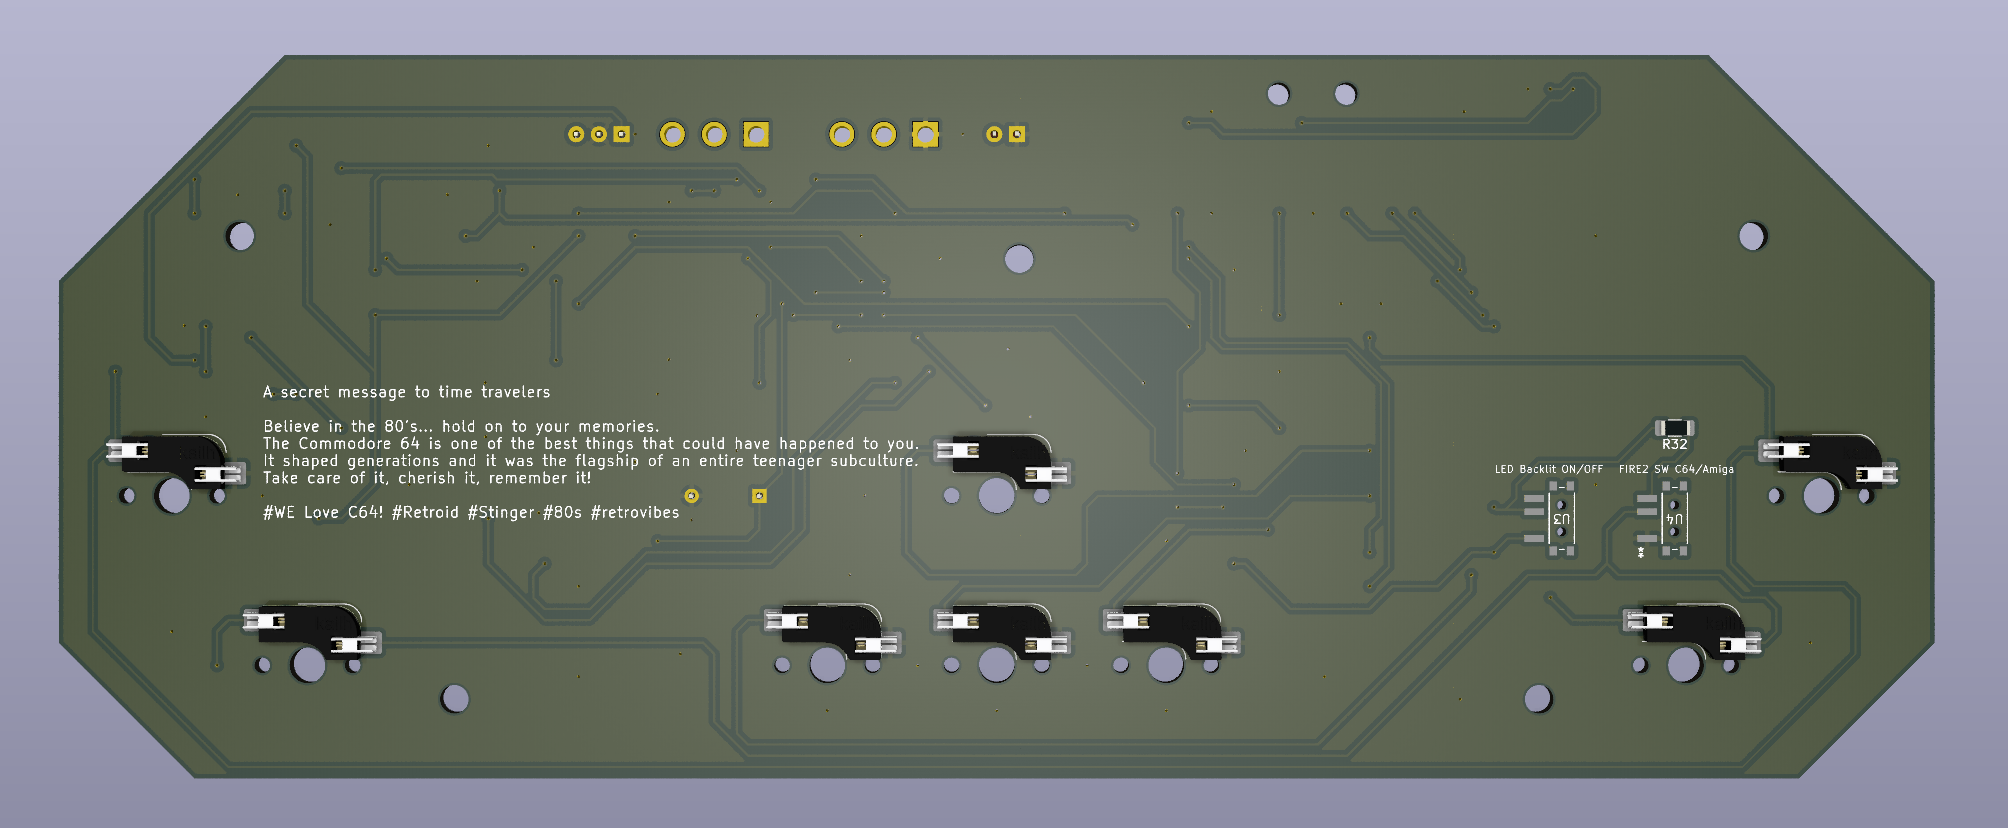 A secret message to time travelers
Believe in the 80's... hold on to your memories.
The Commodore 64 is one of the best things that could have happened to you.
It shaped generations and it was the flagship of an entire teenager subculture.
Take care of it, cherish it, remember it!
#WE Love C64! #Retroid #Stinger #80s #retrovibes
R32
LED Backlit ON/OFF
FIRE2 SW C64/Amiga
U3
U4